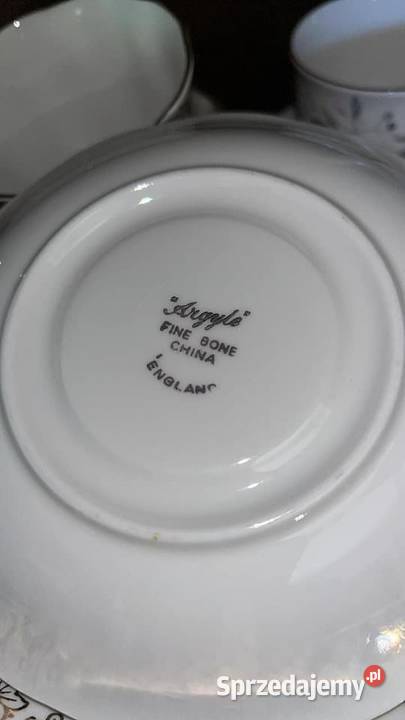 "Argyle"
FINE BONE
CHINA
ENGLAND
Sprzedajemy.pl